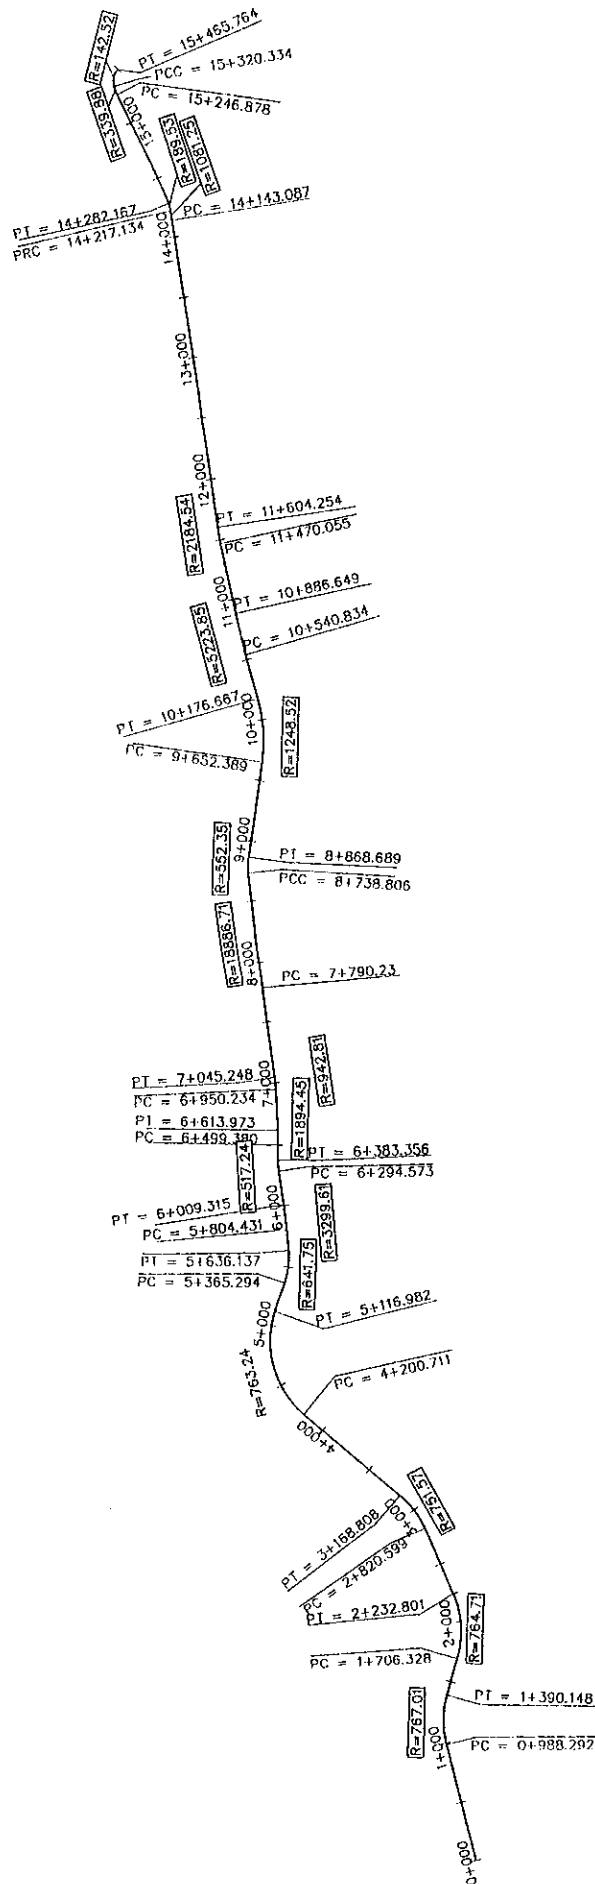 R=142.52
PT = 15+465.764
PCC = 15+320.334
PC = 15+246.878
R=339.88
15+000
R=189.53
R=1081.25
PC = 14+143.087
PT = 14+282.167
PRC = 14+217.134
14+000
13+000
12+000
R=2184.54
PT = 11+604.254
PC = 11+470.055
11+000
PT = 10+886.649
R=5223.85
PC = 10+540.834
PT = 10+176.667
10+000
PC = 9+652.389
R=1248.52
R=552.35
9+000
PT = 8+868.689
PCC = 8+738.806
R=18886.71
8+000
PC = 7+790.23
R=942.81
PT = 7+045.248
7+000
PC = 6+950.234
R=1894.45
PT = 6+613.973
PC = 6+499.380
PT = 6+383.356
PC = 6+294.573
R=517.24
R=3299.61
PT = 6+009.315
6+000
PC = 5+804.431
PT = 5+636.137
PC = 5+365.294
R=641.75
PT = 5+116.982
5+000
R=763.24
PC = 4+200.711
4+000
R=751.57
3+000
PT = 3+168.808
PC = 2+820.599
PT = 2+232.801
2+000
R=764.71
PC = 1+706.328
PT = 1+390.148
R=767.01
1+000
PC = 0+988.292
0+000